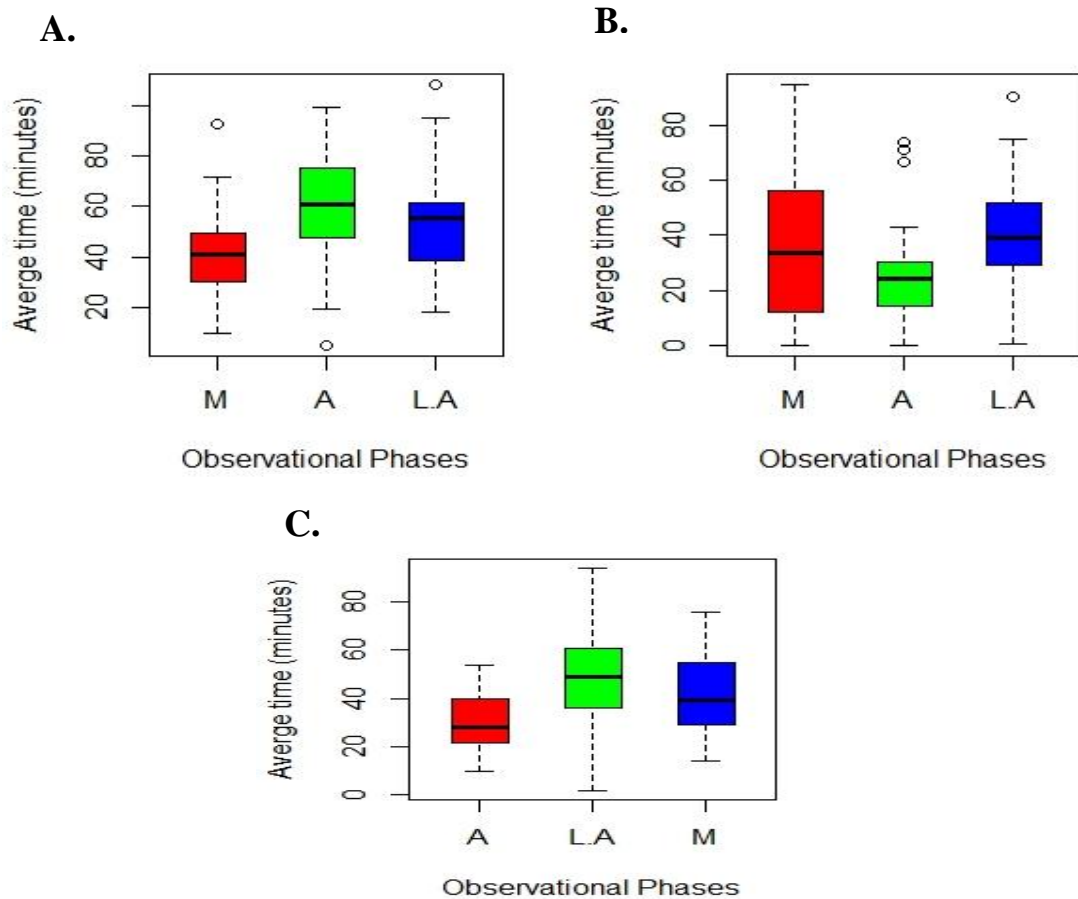 A.
Averge time (minutes)
80
60
40
20
M A L.A
Observational Phases
B.
Averge time (minutes)
80
60
40
20
0
M A L.A
Observational Phases
C.
Averge time (minutes)
80
60
40
20
0
A L.A M
Observational Phases